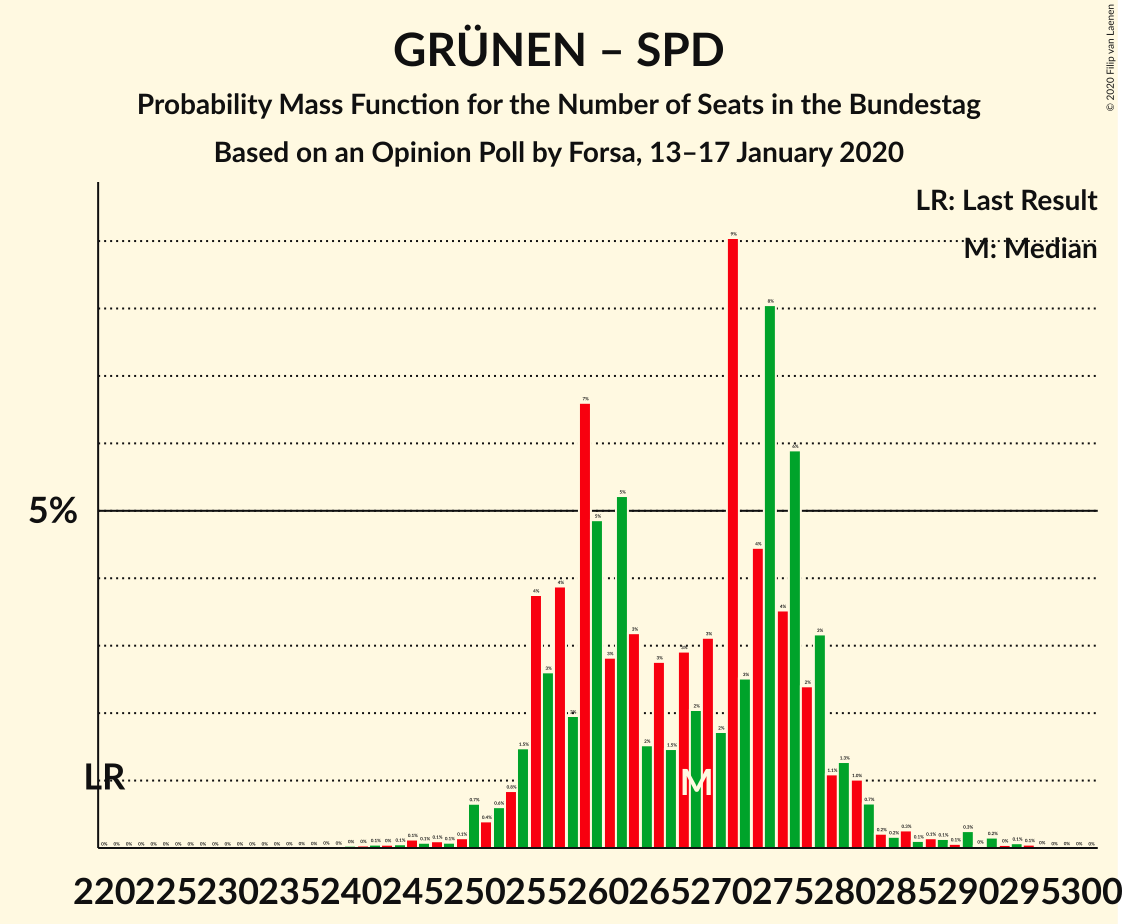 GRÜNEN – SPD
Probability Mass Function for the Number of Seats in the Bundestag
Based on an Opinion Poll by Forsa, 13–17 January 2020
© 2020 Filip van Laenen
LR: Last Result
M: Median
5%
LR
M
220 225 230 235 240 245 250 255 260 265 270 275 280 285 290 295 300